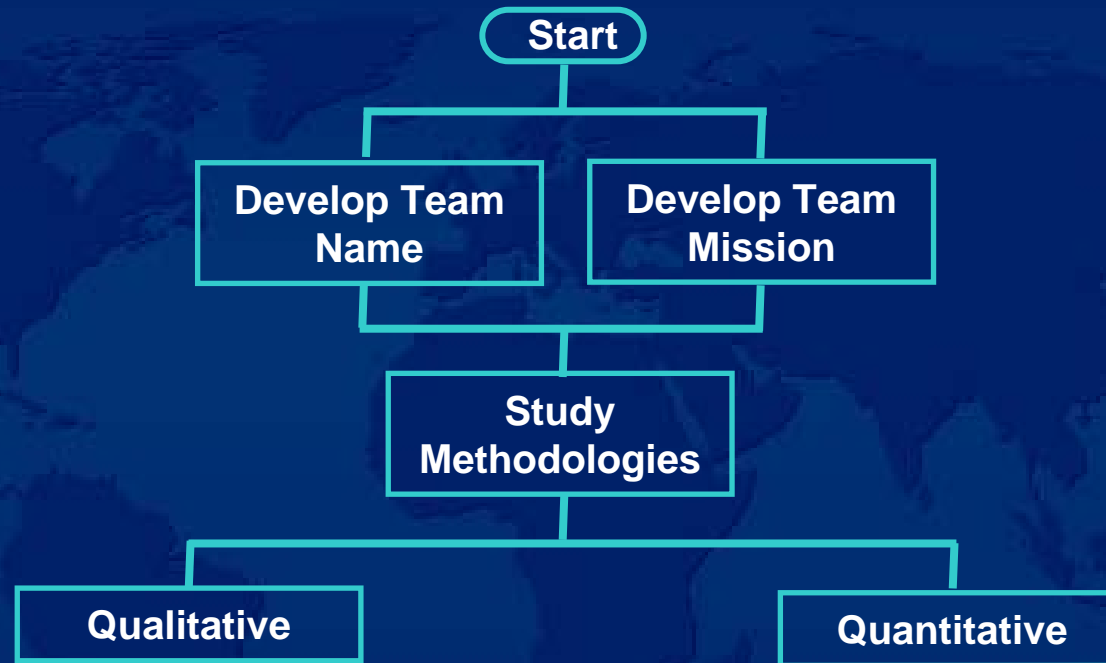 Start
Develop Team
Name
Develop Team
Mission
Study
Methodologies
Qualitative
Quantitative